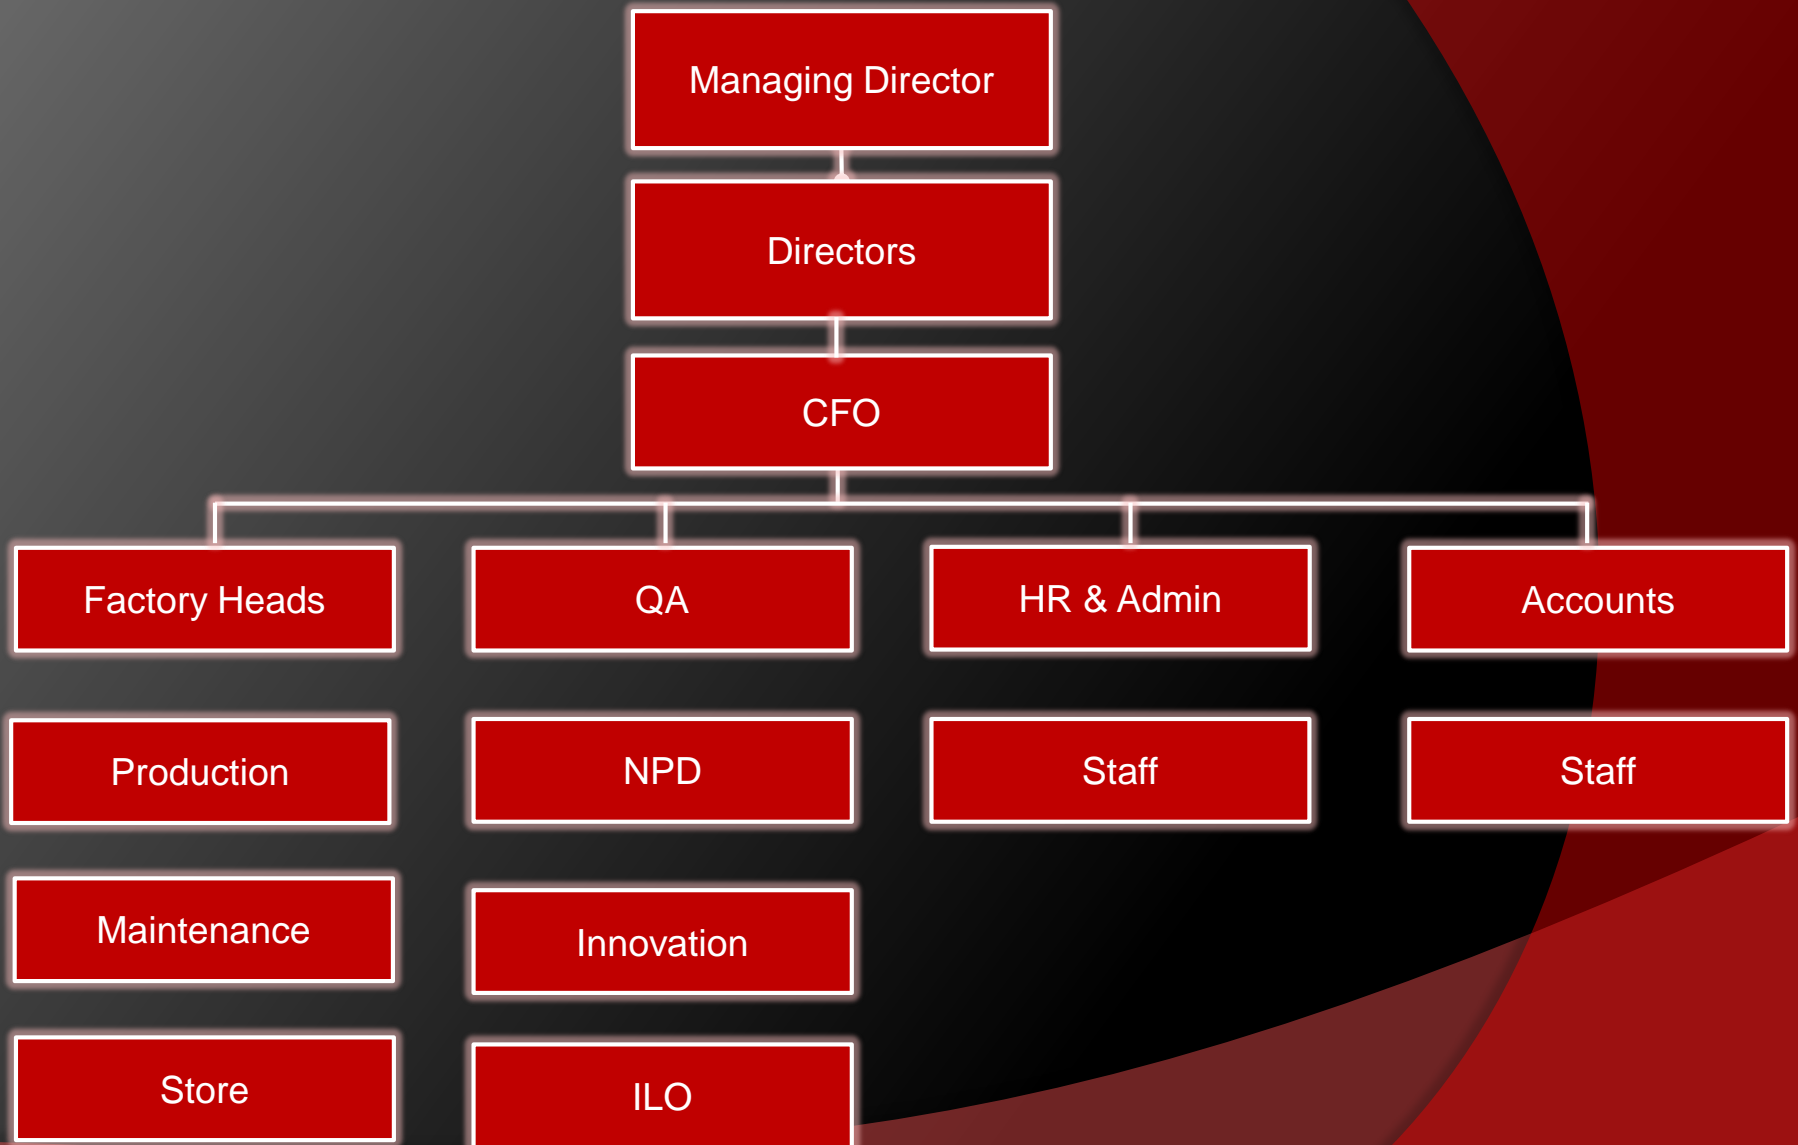 Managing Director
Directors
CFO
Factory Heads
QA
HR & Admin
Accounts
Production
NPD
Staff
Staff
Maintenance
Innovation
Store
ILO